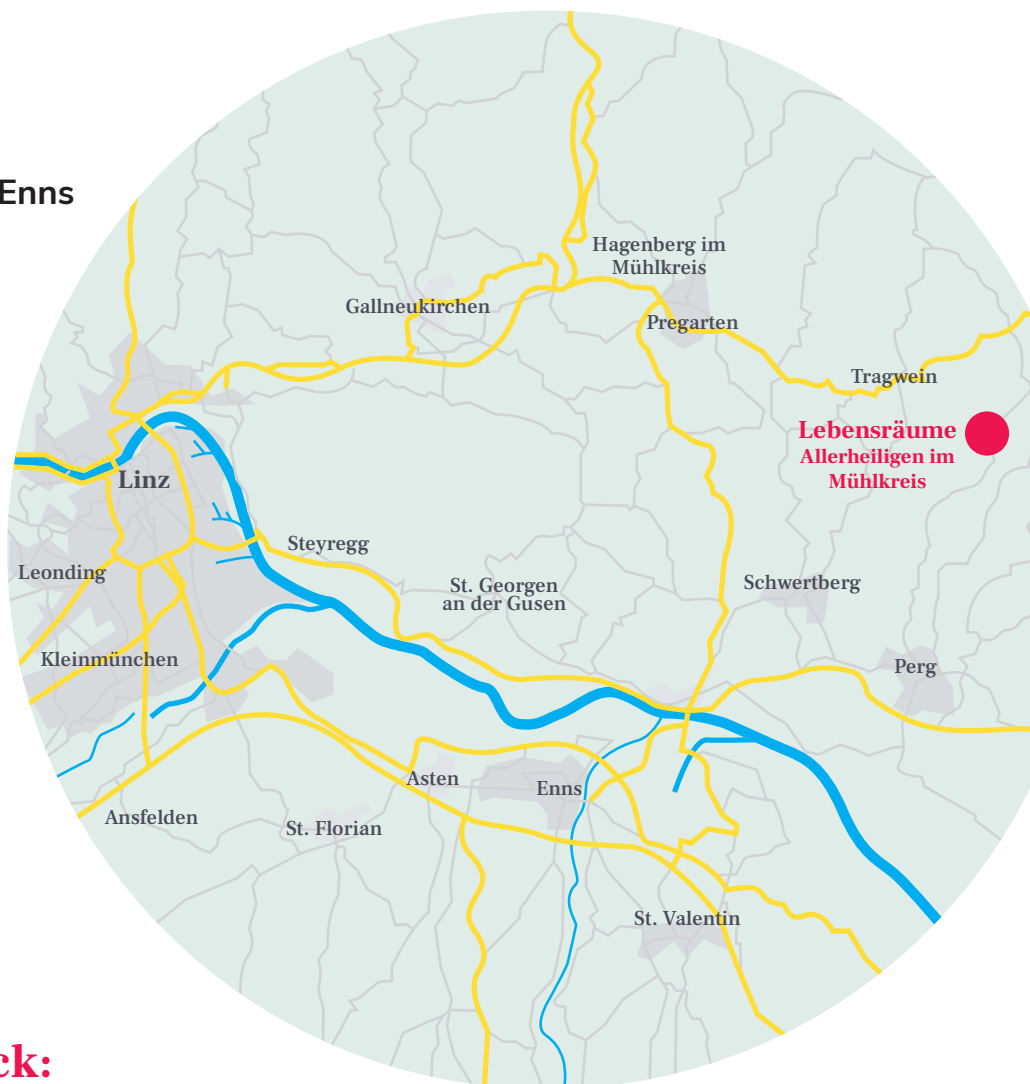 Enns
Hagenberg im
Mühlkreis
Gallneukirchen
Pregarten
Tragwein
Lebensräume
Allerheiligen im
Mühlkreis
Linz
Steyregg
Leonding
St. Georgen
an der Gusen
Schwertberg
Kleinmünchen
Perg
Asten
Enns
Ansfelden
St. Florian
St. Valentin
ck: